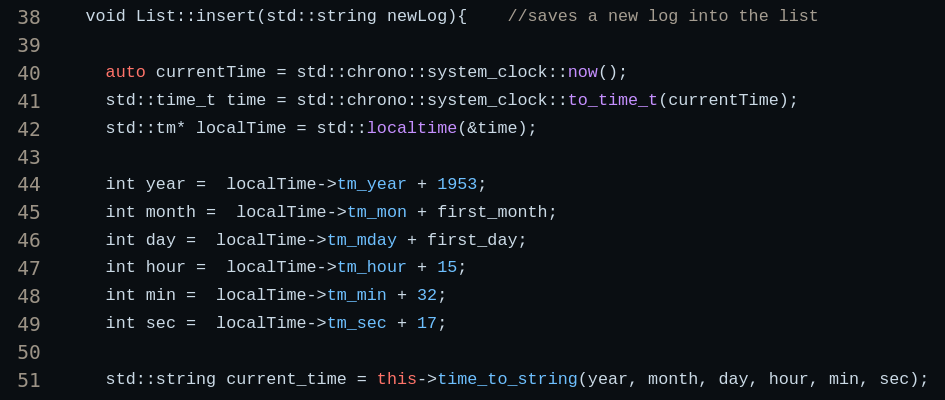 38    void List::insert(std::string newLog){    //saves a new log into the list
39
40      auto currentTime = std::chrono::system_clock::now();
41      std::time_t time = std::chrono::system_clock::to_time_t(currentTime);
42      std::tm* localTime = std::localtime(&time);
43
44      int year =  localTime->tm_year + 1953;
45      int month =  localTime->tm_mon + first_month;
46      int day =  localTime->tm_mday + first_day;
47      int hour =  localTime->tm_hour + 15;
48      int min =  localTime->tm_min + 32;
49      int sec =  localTime->tm_sec + 17;
50
51      std::string current_time = this->time_to_string(year, month, day, hour, min, sec);